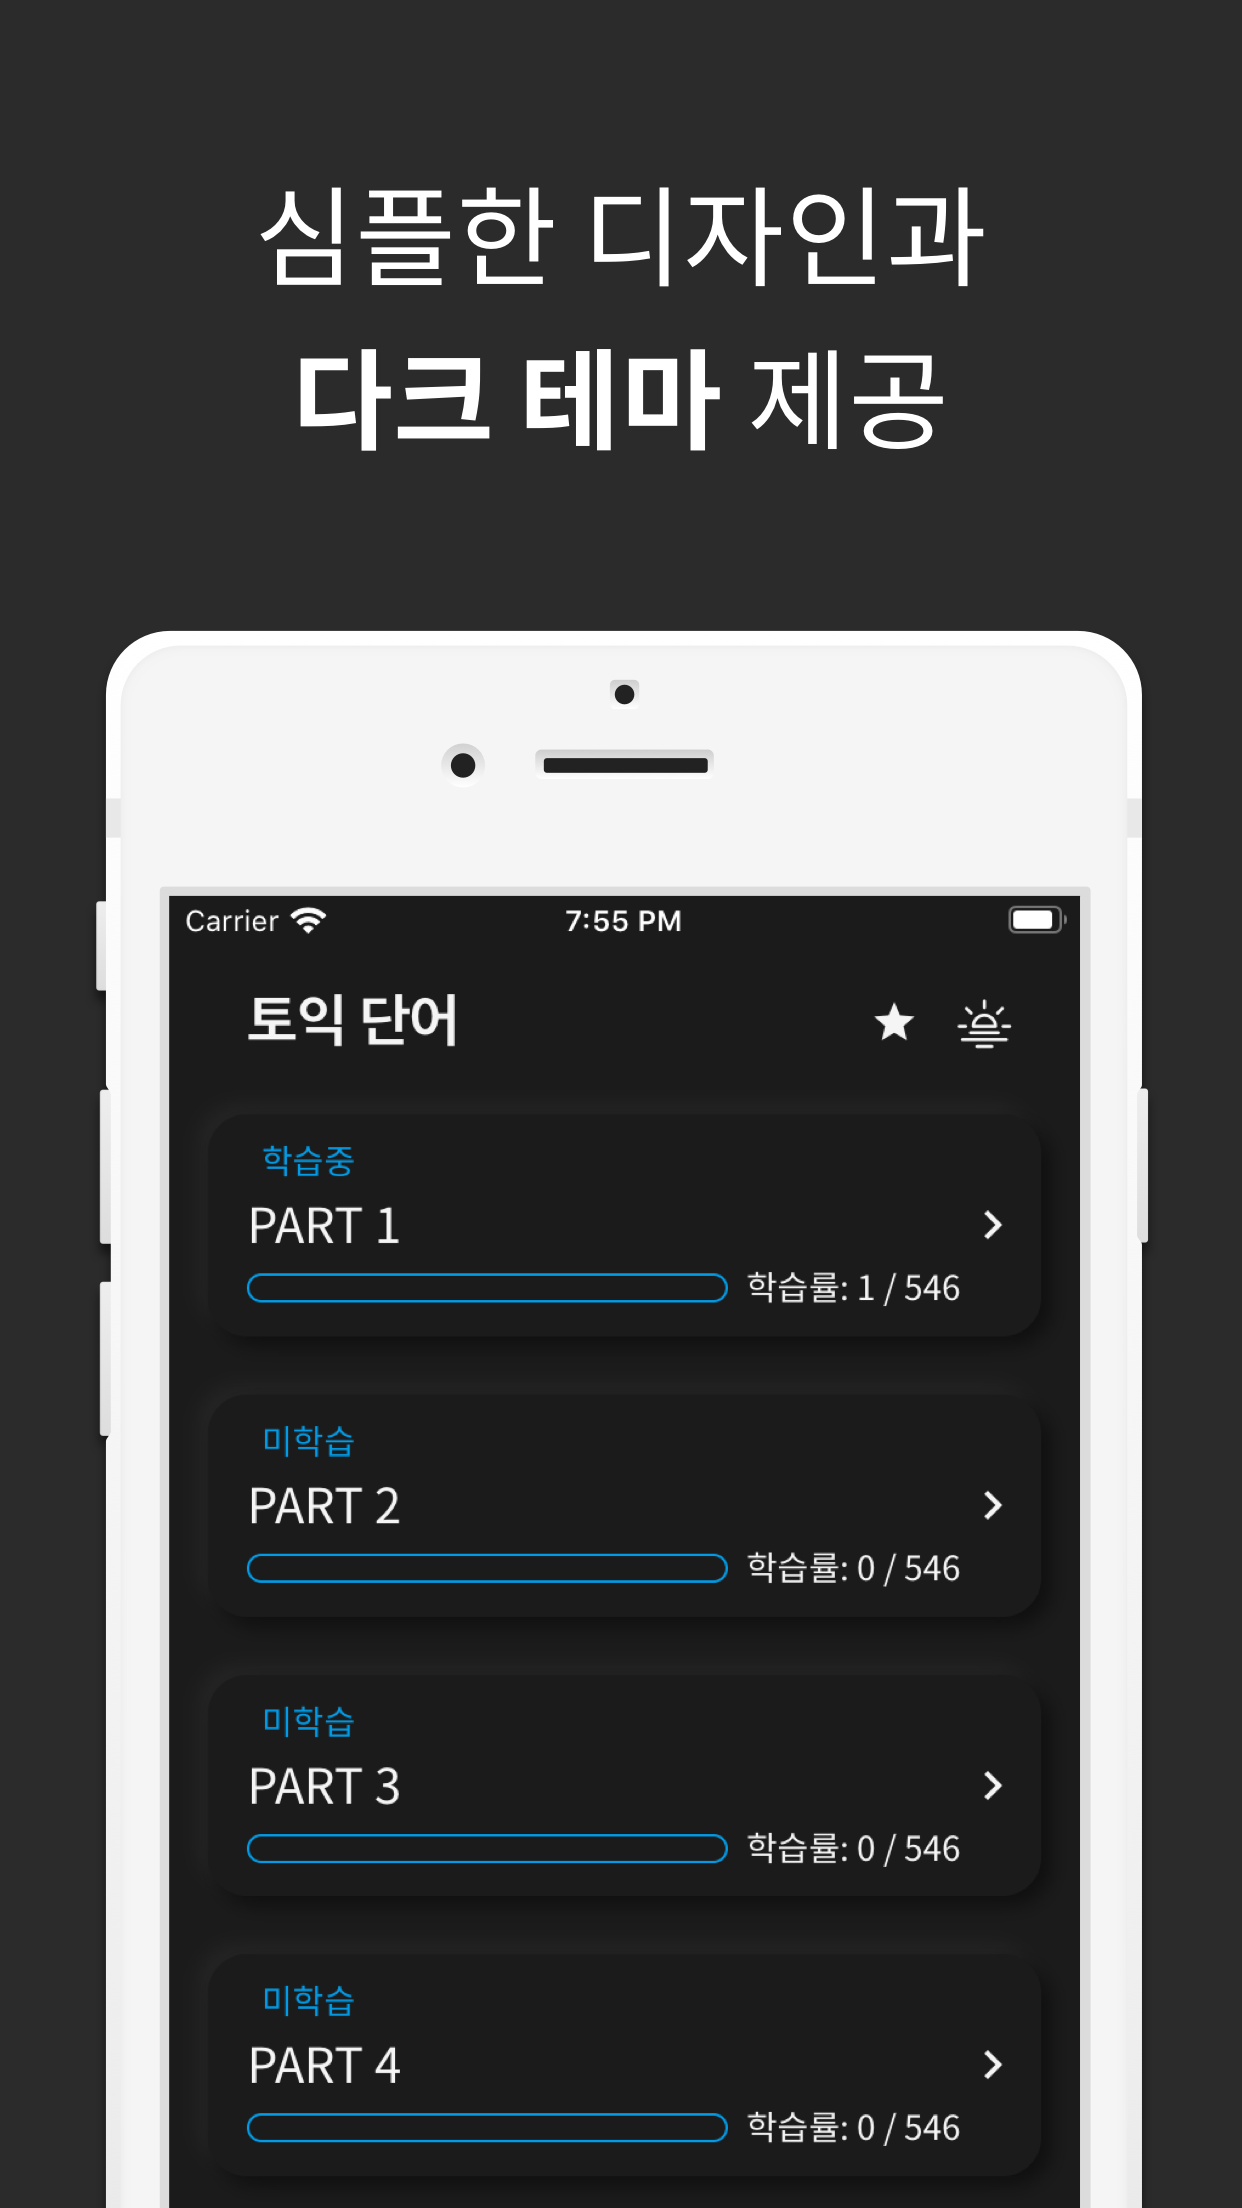 심플한 디자인과
다크 테마 제공
Carrier 7:55 PM
토익 단어
학습중
PART 1
학습률: 1 / 546
미학습
PART 2
학습률: 0 / 546
미학습
PART 3
학습률: 0 / 546
미학습
PART 4
학습률: 0 / 546